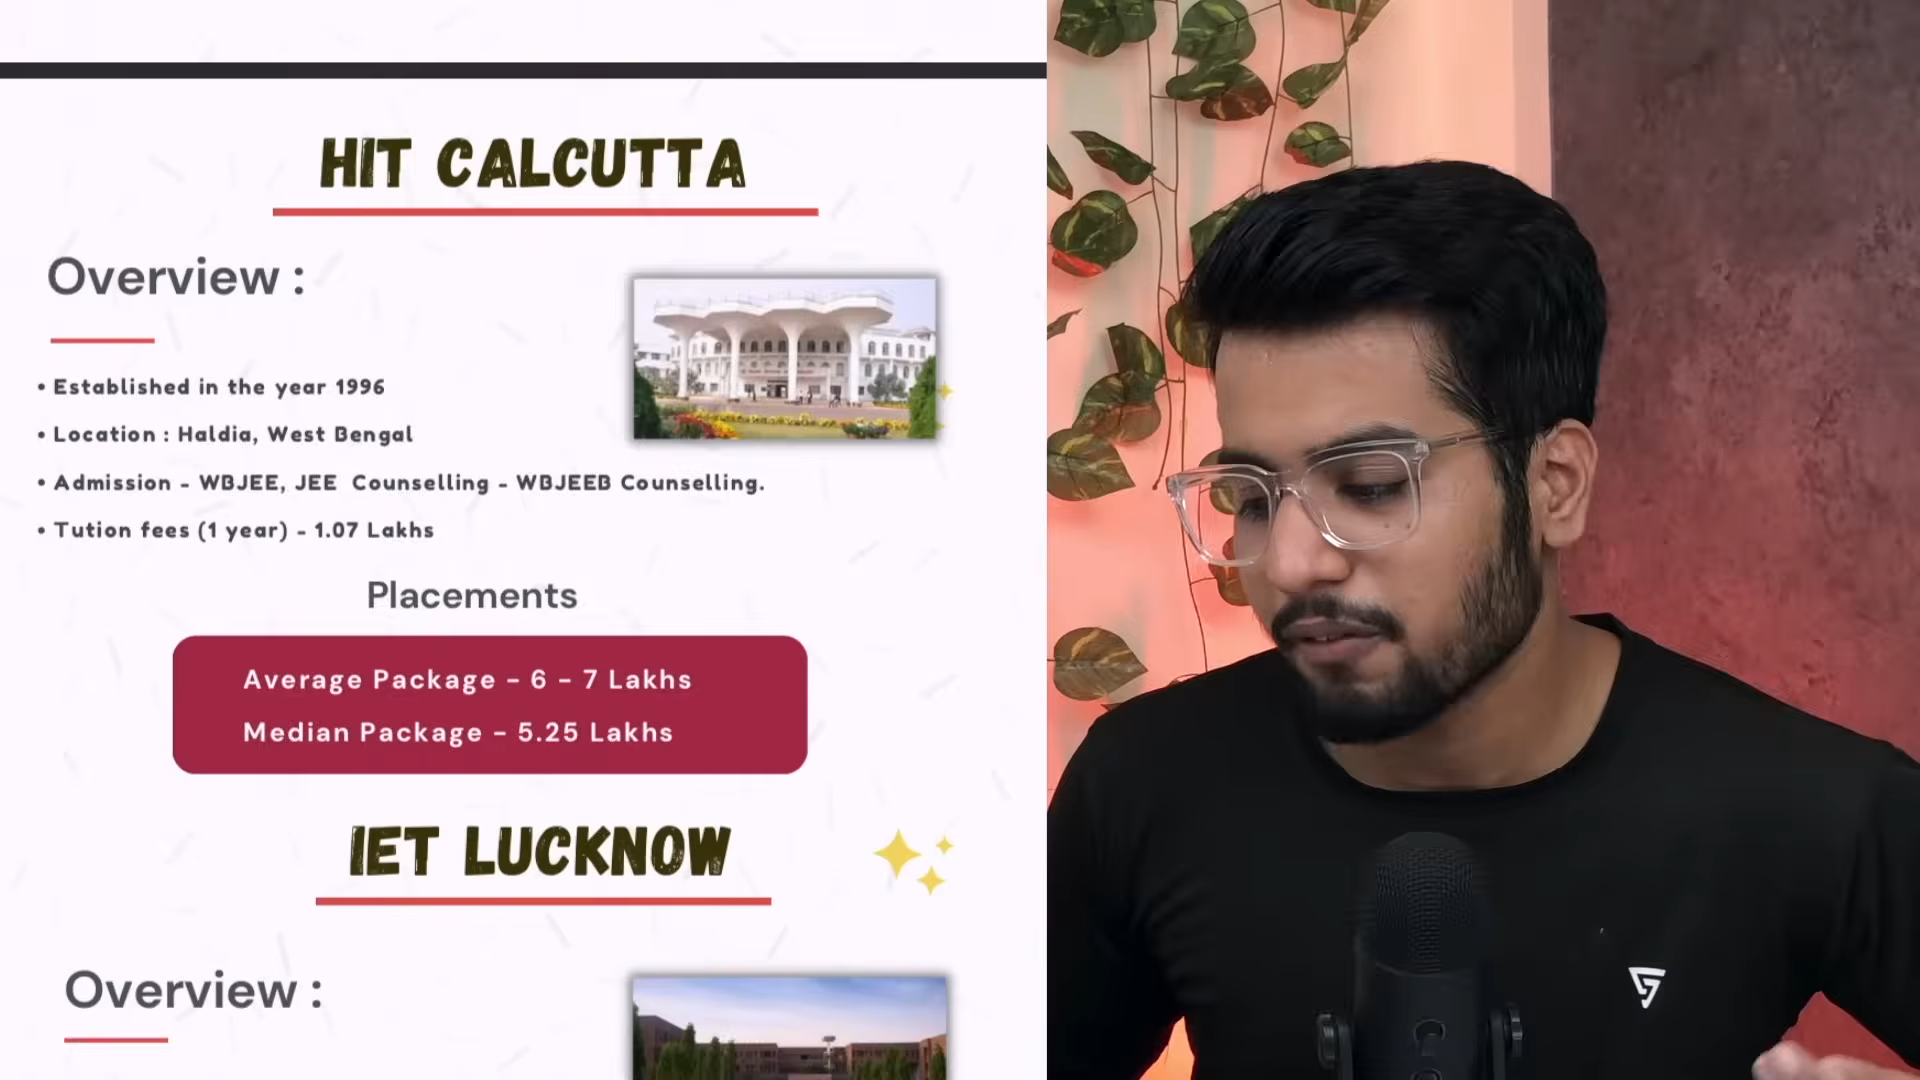 HIT CALCUTTA
Overview :
• Established in the year 1996
• Location : Haldia, West Bengal
• Admission - WBJEE, JEE Counselling - WBJEEB Counselling.
• Tution fees (1 year) - 1.07 Lakhs
Placements
Average Package - 6 - 7 Lakhs
Median Package - 5.25 Lakhs
IET LUCKNOW
Overview :